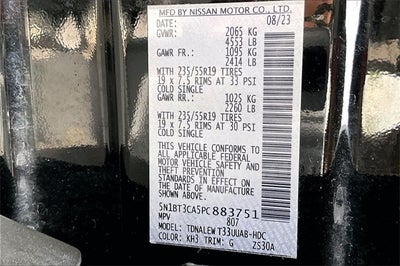 MFD BY NISSAN MOTOR CO., LTD.
DATE: 08/23
GVWR: 2065 KG
4553 LB
GAWR FR.: 1095 KG
2414 LB
WITH 235/55R19 TIRES
19 x 7.5 RIMS AT 33 PSI
COLD SINGLE
GAWR RR.: 1025 KG
2260 LB
WITH 235/55R19 TIRES
19 x 7.5 RIMS AT 30 PSI
COLD SINGLE
THIS VEHICLE CONFORMS TO
ALL APPLICABLE FEDERAL
MOTOR VEHICLE SAFETY AND
THEFT PREVENTION
STANDARDS IN EFFECT ON
THE DATE OF MANUFACTURE
5N1BT3CA5PC883751
MPV 807
MODEL: TDNALEWT33UUAB-HDC
COLOR: KH3 TRIM: G ZS30A